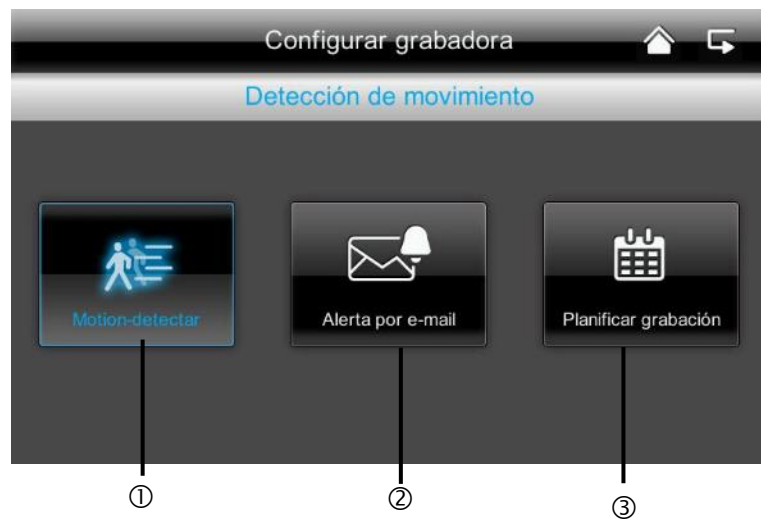 Configurar grabadora
Detección de movimiento
Motion-detectar
Alerta por e-mail
Planificar grabación
①
②
③